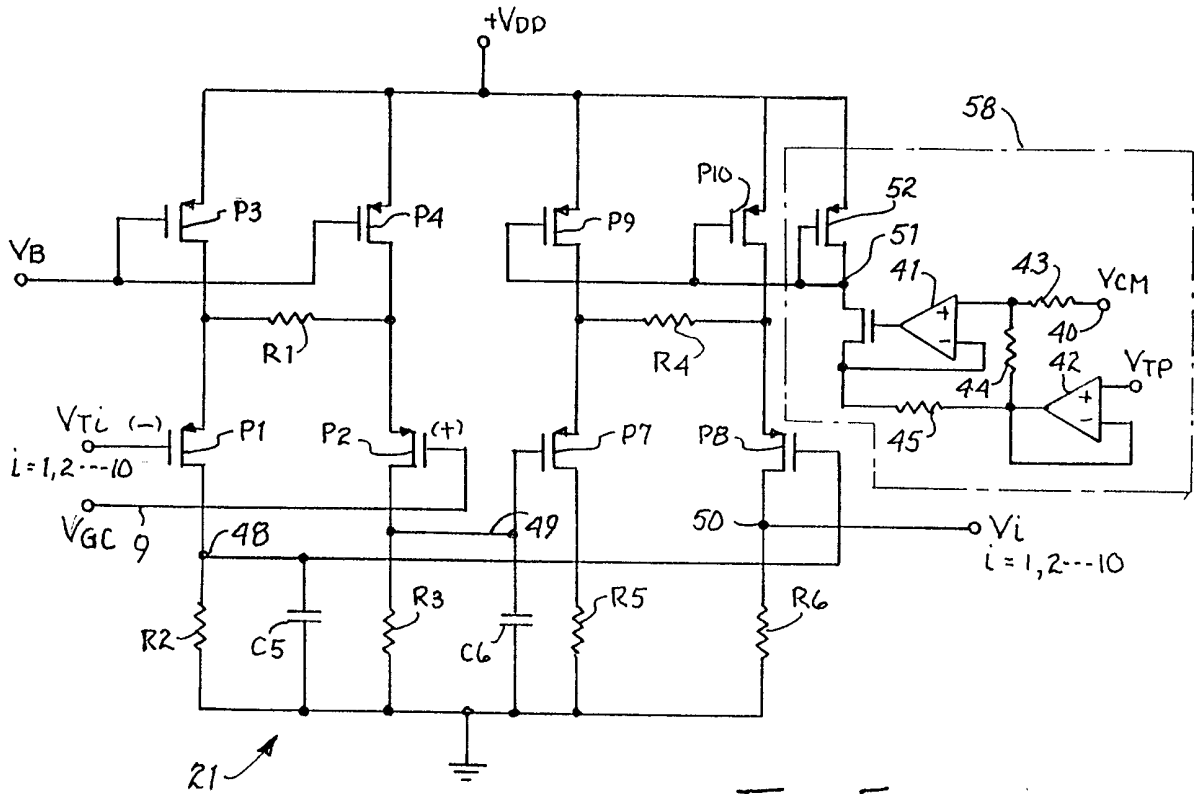 +VDD
58
P10
52
P3
P4
P9
51
VB
41
43
VCM
40
R1
R4
44
42
VTP
VTi (-)
P1
P2
(+)
P7
P8
45
i=1,2---10
VGC
9
48
49
50
Vi
i=1,2---10
R2
C5
R3
C6
R5
R6
21